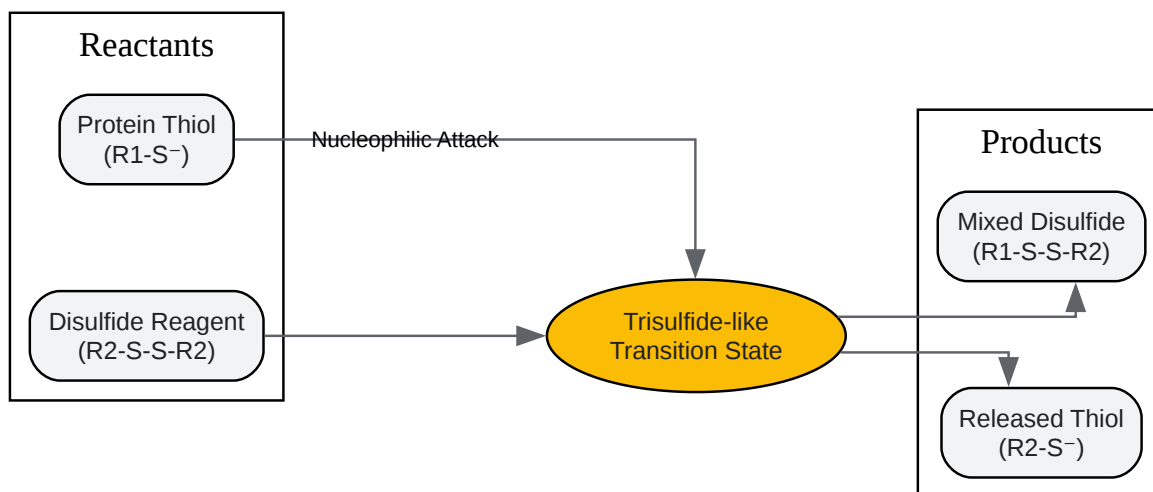 Reactants
Protein Thiol
(R1-S⁻)
Nucleophilic Attack
Disulfide Reagent
(R2-S-S-R2)
Trisulfide-like
Transition State
Products
Mixed Disulfide
(R1-S-S-R2)
Released Thiol
(R2-S⁻)